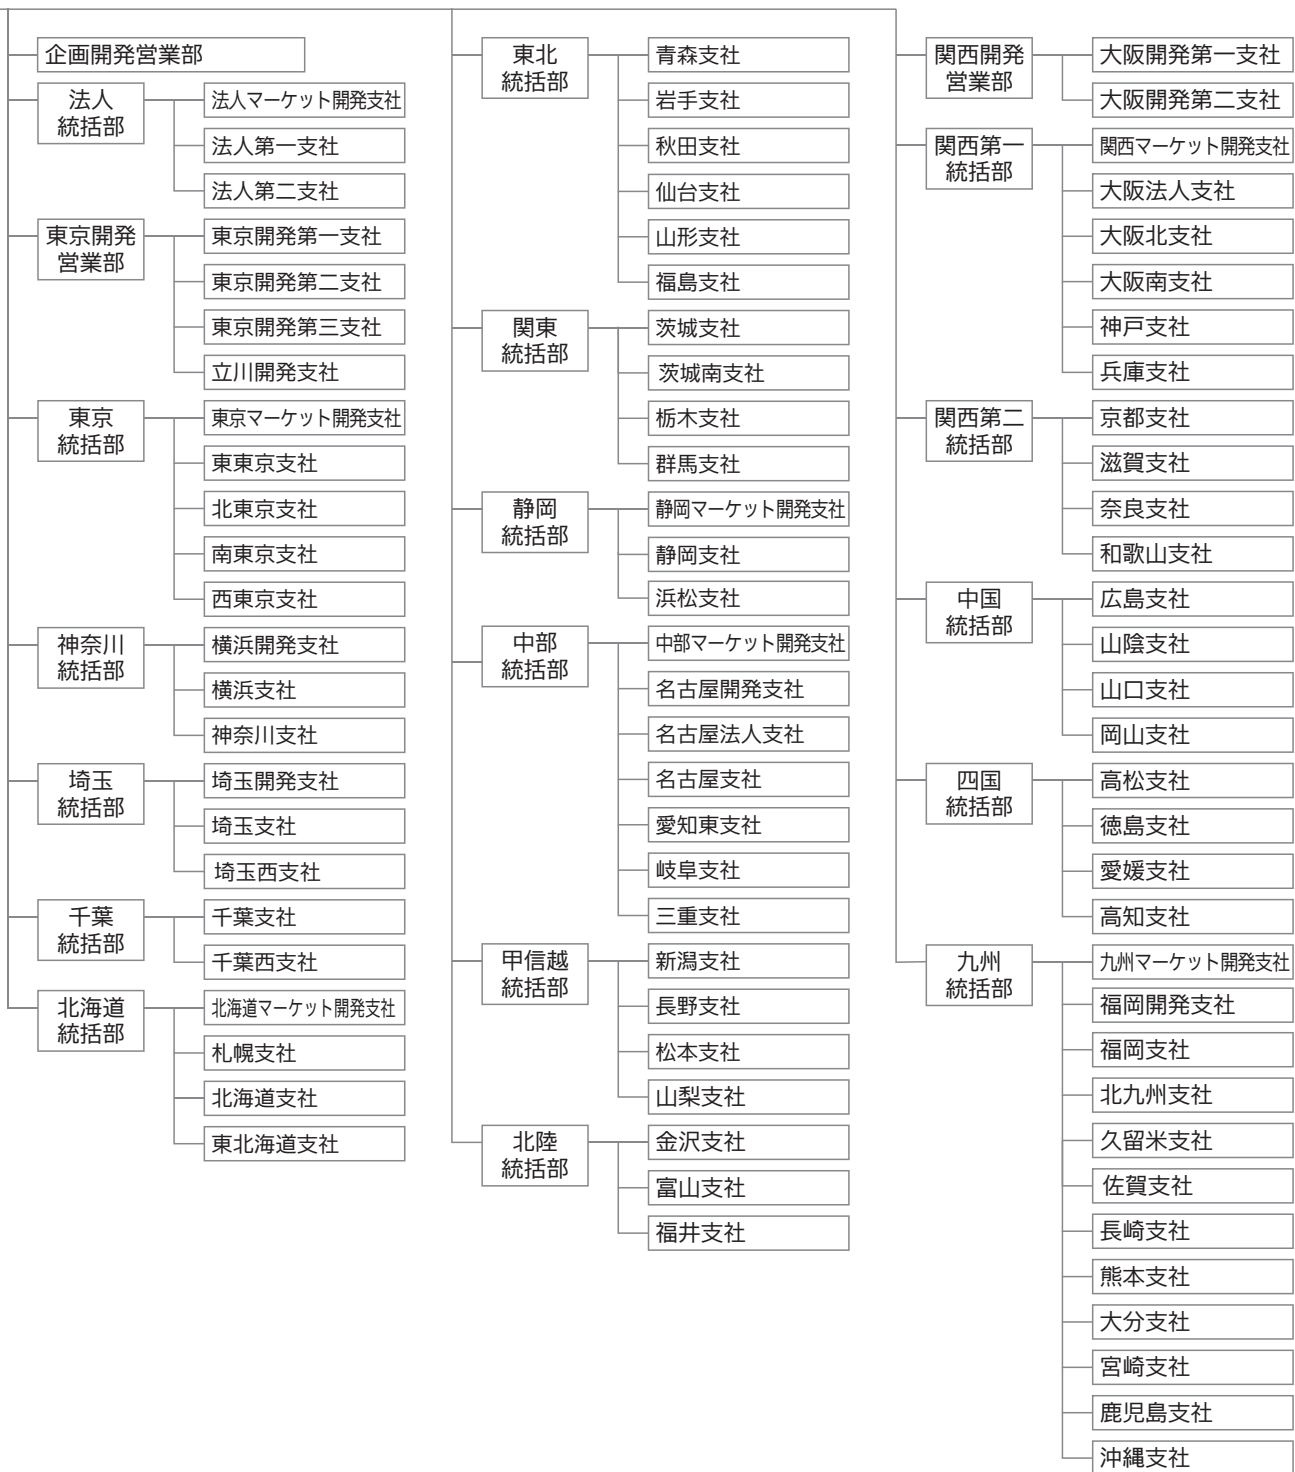 企画開発営業部
法人
統括部
法人マーケット開発支社
法人第一支社
法人第二支社
東京開発
営業部
東京開発第一支社
東京開発第二支社
東京開発第三支社
立川開発支社
東京
統括部
東京マーケット開発支社
東東京支社
北東京支社
南東京支社
西東京支社
神奈川
統括部
横浜開発支社
横浜支社
神奈川支社
埼玉
統括部
埼玉開発支社
埼玉支社
埼玉西支社
千葉
統括部
千葉支社
千葉西支社
北海道
統括部
北海道マーケット開発支社
札幌支社
北海道支社
東北海道支社
東北
統括部
青森支社
岩手支社
秋田支社
仙台支社
山形支社
福島支社
関東
統括部
茨城支社
茨城南支社
栃木支社
群馬支社
静岡
統括部
静岡マーケット開発支社
静岡支社
浜松支社
中部
統括部
中部マーケット開発支社
名古屋開発支社
名古屋法人支社
名古屋支社
愛知東支社
岐阜支社
三重支社
甲信越
統括部
新潟支社
長野支社
松本支社
山梨支社
北陸
統括部
金沢支社
富山支社
福井支社
関西開発
営業部
大阪開発第一支社
大阪開発第二支社
関西第一
統括部
関西マーケット開発支社
大阪法人支社
大阪北支社
大阪南支社
神戸支社
兵庫支社
関西第二
統括部
京都支社
滋賀支社
奈良支社
和歌山支社
中国
統括部
広島支社
山陰支社
山口支社
岡山支社
四国
統括部
高松支社
徳島支社
愛媛支社
高知支社
九州
統括部
九州マーケット開発支社
福岡開発支社
福岡支社
北九州支社
久留米支社
佐賀支社
長崎支社
熊本支社
大分支社
宮崎支社
鹿児島支社
沖縄支社